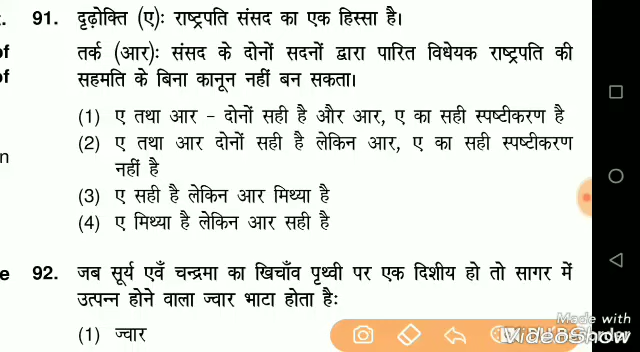 .
91. दृढ़ोक्ति (ए): राष्ट्रपति संसद का एक हिस्सा है।
of
तर्क (आर): संसद के दोनों सदनों द्वारा पारित विधेयक राष्ट्रपति की
of
सहमति के बिना कानून नहीं बन सकता।
(1) ए तथा आर – दोनों सही है और आर, ए का सही स्पष्टीकरण है
(2) ए तथा आर दोनों सही है लेकिन आर, ए का सही स्पष्टीकरण
n
नहीं है
(3) ए सही है लेकिन आर मिथ्या है
(4) ए मिथ्या है लेकिन आर सही है
e
92. जब सूर्य एवँ चन्द्रमा का खिचाँव पृथ्वी पर एक दिशीय हो तो सागर में
उत्पन्न होने वाला ज्वार भाटा होता है:
(1) ज्वार
Made with
VideoShow